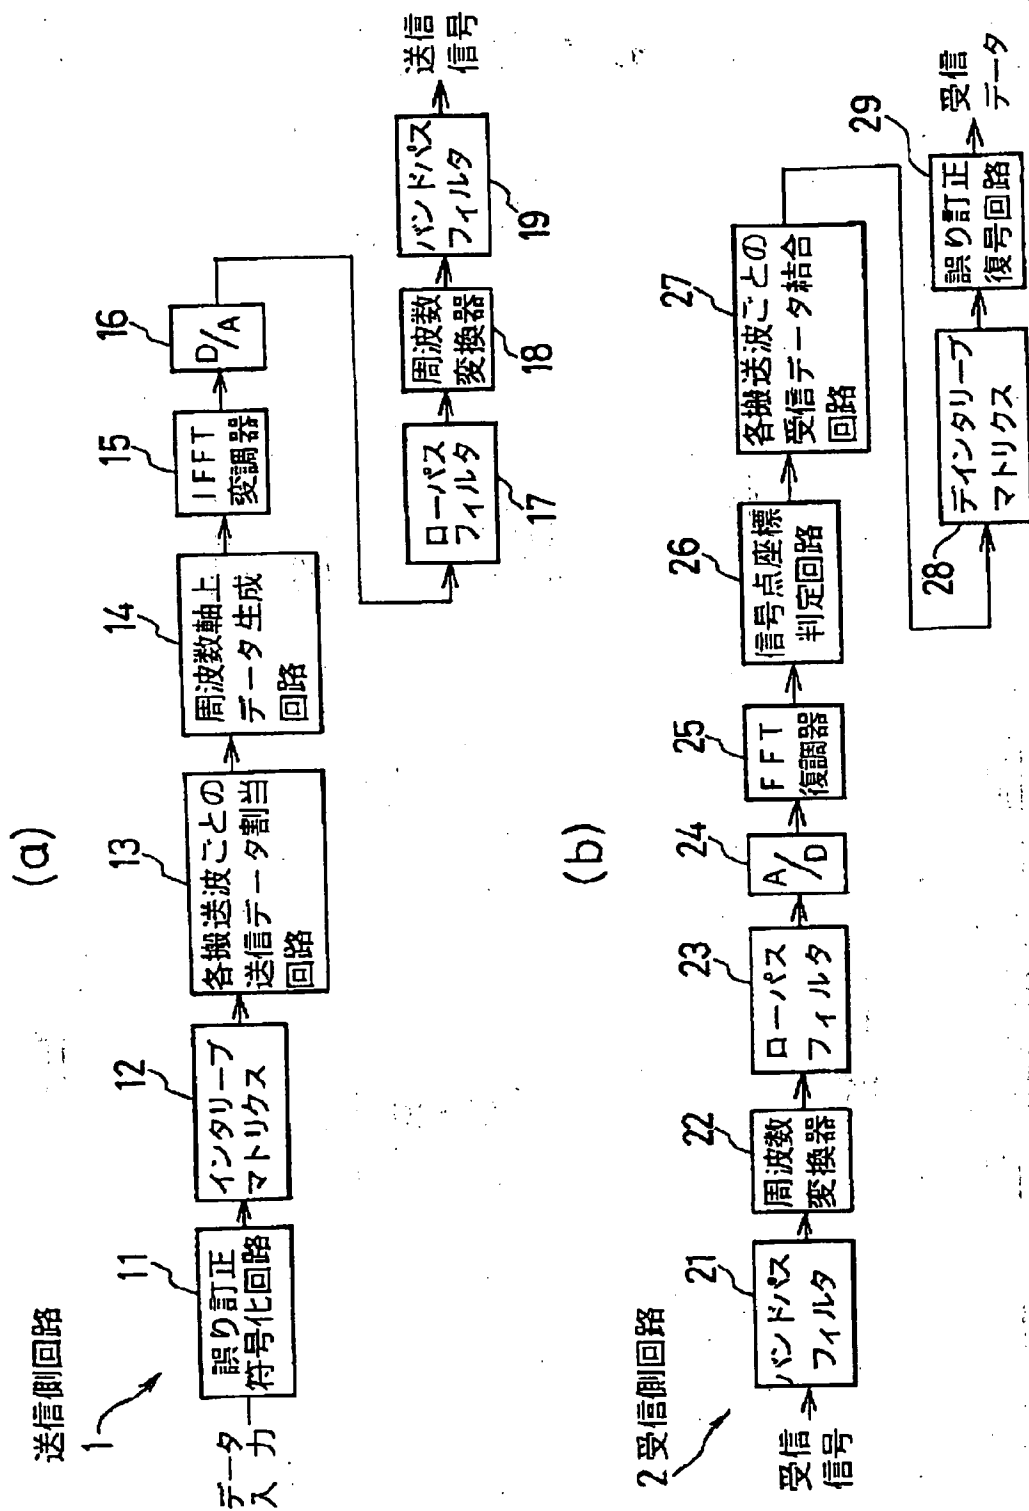 (a)
送信側回路
1
データ
入力
11
誤り訂正
符号化回路
12
インタリーブ
マトリクス
13
各搬送波ごとの
送信データ割当
回路
14
周波数軸上
データ生成
回路
15
IFFT
変調器
16
D/A
17
ローパス
フィルタ
18
周波数
変換器
19
バンドパス
フィルタ
送信
信号
(b)
2 受信側回路
受信
信号
21
バンドパス
フィルタ
22
周波数
変換器
23
ローパス
フィルタ
24
A/D
25
FFT
復調器
26
信号点座標
判定回路
27
各搬送波ごとの
受信データ結合
回路
28
デインタリーブ
マトリクス
29
誤り訂正
復号回路
受信
データ